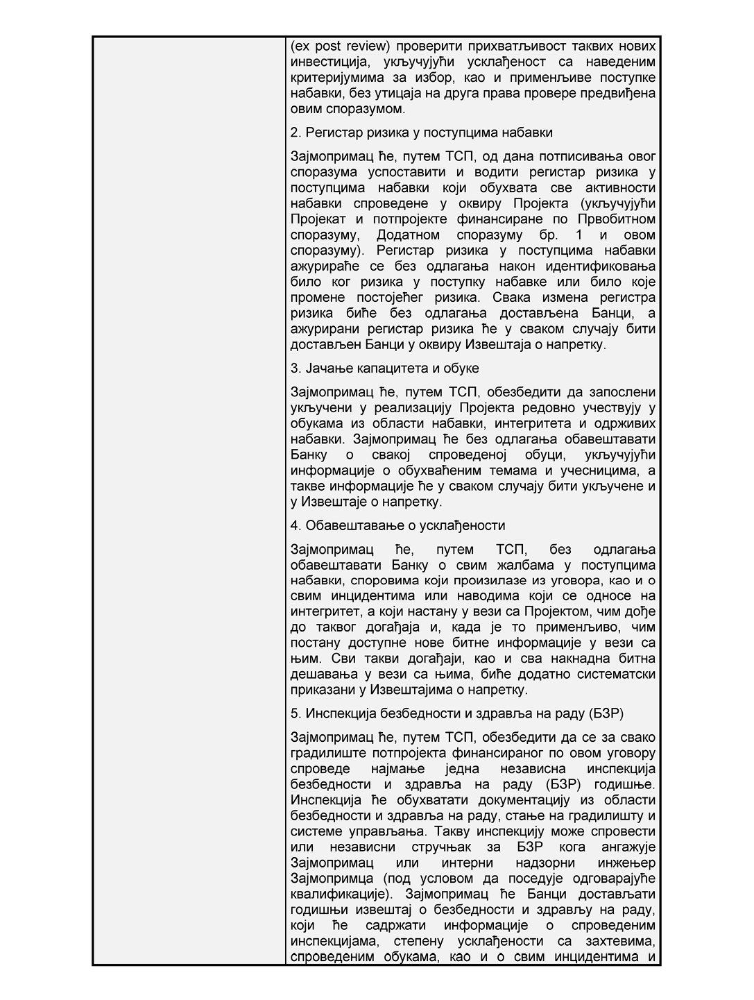 (ex post review) проверити прихватљивост таквих нових
инвестиција, укључујући усклађеност са наведеним
критеријумима за избор, као и применљиве поступке
набавки, без утицаја на друга права провере предвиђена
овим споразумом.
2. Регистар ризика у поступцима набавки
Зајмопримац ће, путем ТСП, од дана потписивања овог
споразума успоставити и водити регистар ризика у
поступцима набавки који обухвата све активности
набавки спроведене у оквиру Пројекта (укључујући
Пројекат и потпројекте финансиране по Првобитном
споразуму, Додатном споразуму бр. 1 и овом
споразуму). Регистар ризика у поступцима набавки
ажурираће се без одлагања након идентификовања
било ког ризика у поступку набавке или било које
промене постојећег ризика. Свака измена регистра
ризика биће без одлагања достављена Банци, а
ажурирани регистар ризика ће у сваком случају бити
достављен Банци у оквиру Извештаја о напретку.
3. Јачање капацитета и обуке
Зајмопримац ће, путем ТСП, обезбедити да запослени
укључени у реализацију Пројекта редовно учествују у
обукама из области набавки, интегритета и одрживих
набавки. Зајмопримац ће без одлагања обавештавати
Банку о свакој спроведеној обуци, укључујући
информације о обухваћеним темама и учесницима, а
такве информације ће у сваком случају бити укључене и
у Извештаје о напретку.
4. Обавештавање о усклађености
Зајмопримац ће, путем ТСП, без одлагања
обавештавати Банку о свим жалбама у поступцима
набавки, споровима који произилазе из уговора, као и о
свим инцидентима или наводима који се односе на
интегритет, а који настану у вези са Пројектом, чим дође
до таквог догађаја и, када је то применљиво, чим
постану доступне нове битне информације у вези са
њим. Сви такви догађаји, као и сва накнадна битна
дешавања у вези са њима, биће додатно систематски
приказани у Извештајима о напретку.
5. Инспекција безбедности и здравља на раду (БЗР)
Зајмопримац ће, путем ТСП, обезбедити да се за свако
градилиште потпројекта финансираног по овом уговору
спроведе најмање једна независна инспекција
безбедности и здравља на раду (БЗР) годишње.
Инспекција ће обухватати документацију из области
безбедности и здравља на раду, стање на градилишту и
системе управљања. Такву инспекцију може спровести
или независни стручњак за БЗР кога ангажује
Зајмопримац или интерни надзорни инжењер
Зајмопримца (под условом да поседује одговарајуће
квалификације). Зајмопримац ће Банци достављати
годишњи извештај о безбедности и здрављу на раду,
који ће садржати информације о спроведеним
инспекцијама, степену усклађености са захтевима,
спроведеним обукама, као и о свим инцидентима и